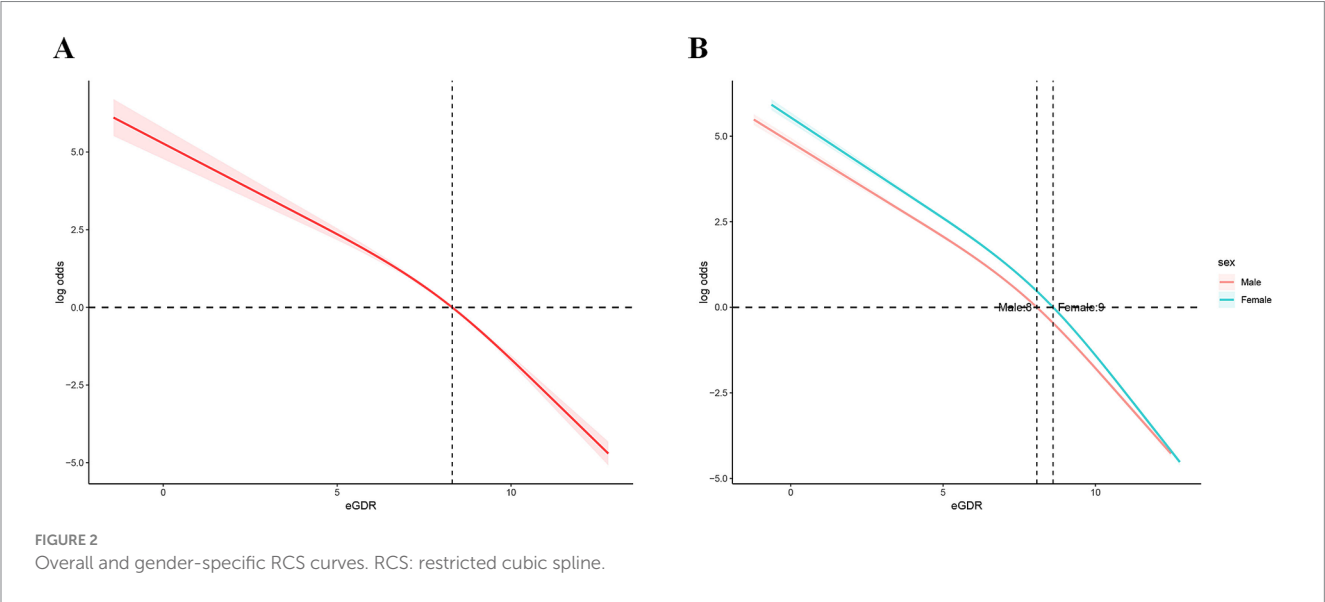 A
B
5.0
2.5
0.0
−2.5
−5.0
log odds
0
5
10
eGDR
5.0
2.5
0.0
−2.5
−5.0
log odds
Male:8
Female:9
0
5
10
eGDR
sex
Male
Female
FIGURE 2
Overall and gender-specific RCS curves. RCS: restricted cubic spline.